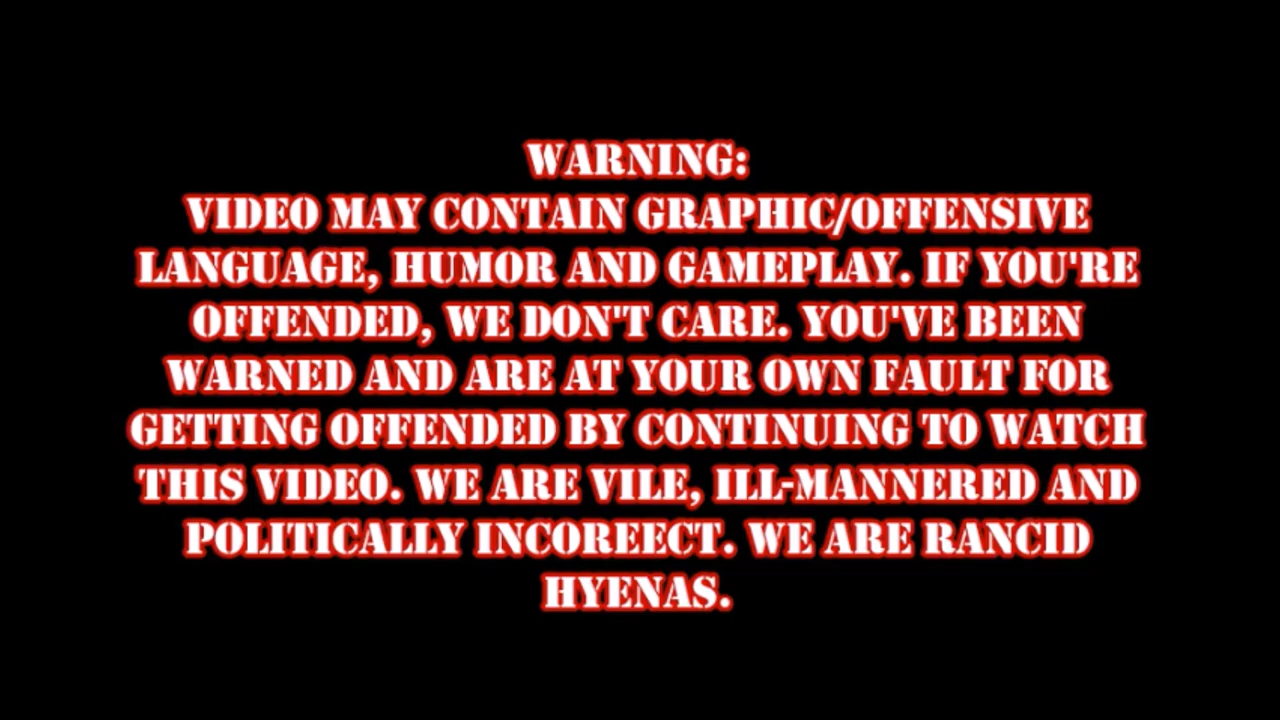 WARNING:
VIDEO MAY CONTAIN GRAPHIC/OFFENSIVE
LANGUAGE, HUMOR AND GAMEPLAY. IF YOU'RE
OFFENDED, WE DON'T CARE. YOU'VE BEEN
WARNED AND ARE AT YOUR OWN FAULT FOR
GETTING OFFENDED BY CONTINUING TO WATCH
THIS VIDEO. WE ARE VILE, ILL-MANNERED AND
POLITICALLY INCOREECT. WE ARE RANCID
HYENAS.